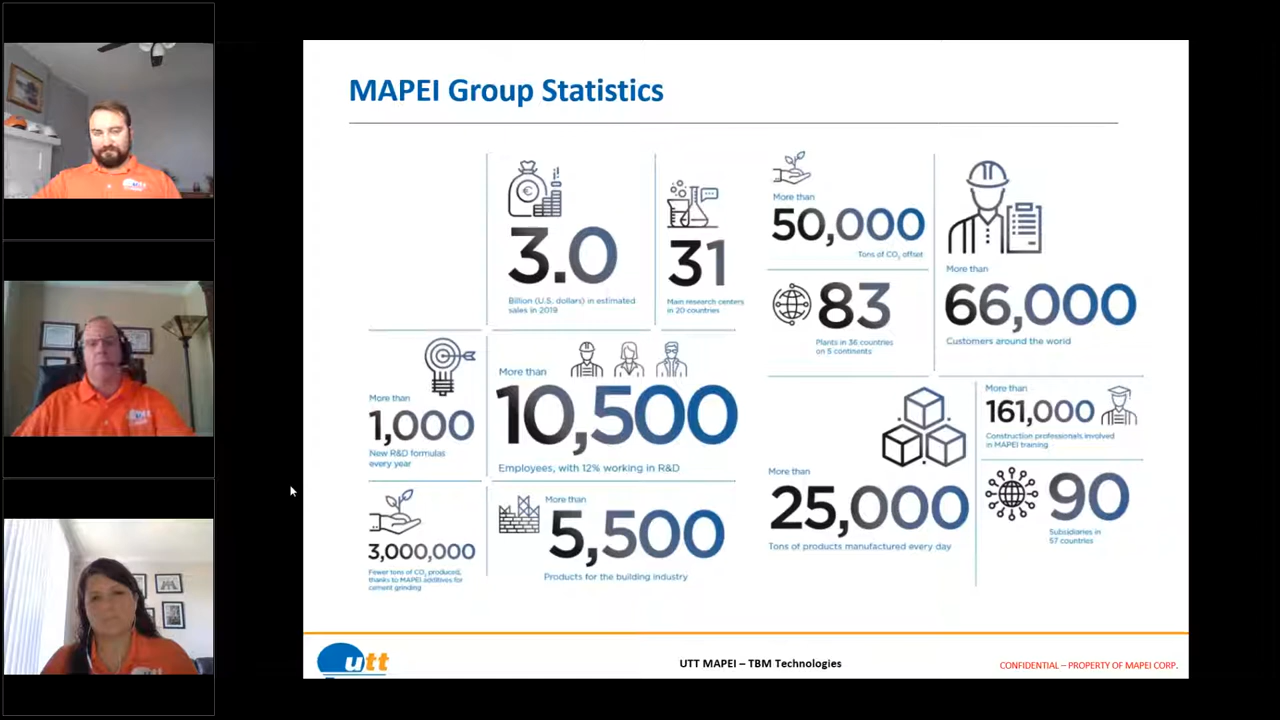 MAPEI Group Statistics
3.0
Billion (U.S. dollars) in estimated
sales in 2019
31
Main research centers
in 20 countries
More than
50,000
Tons of CO₂ offset
83
Plants in 36 countries
on 5 continents
More than
66,000
Customers around the world
More than
1,000
New R&D formulas
every year
More than
10,500
Employees, with 12% working in R&D
3,000,000
Fewer tons of CO₂ produced,
thanks to MAPEI additives for
cement grinding
More than
5,500
Products for the building industry
More than
25,000
Tons of products manufactured every day
More than
161,000
Construction professionals involved
in MAPEI training
90
Subsidiaries in
57 countries
utt
UTT MAPEI – TBM Technologies
CONFIDENTIAL – PROPERTY OF MAPEI CORP.